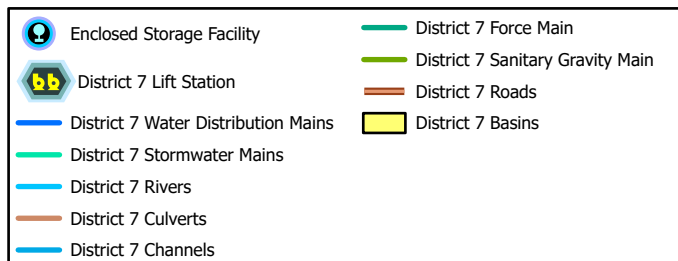 Enclosed Storage Facility
District 7 Lift Station
District 7 Water Distribution Mains
District 7 Stormwater Mains
District 7 Rivers
District 7 Culverts
District 7 Channels
District 7 Force Main
District 7 Sanitary Gravity Main
District 7 Roads
District 7 Basins